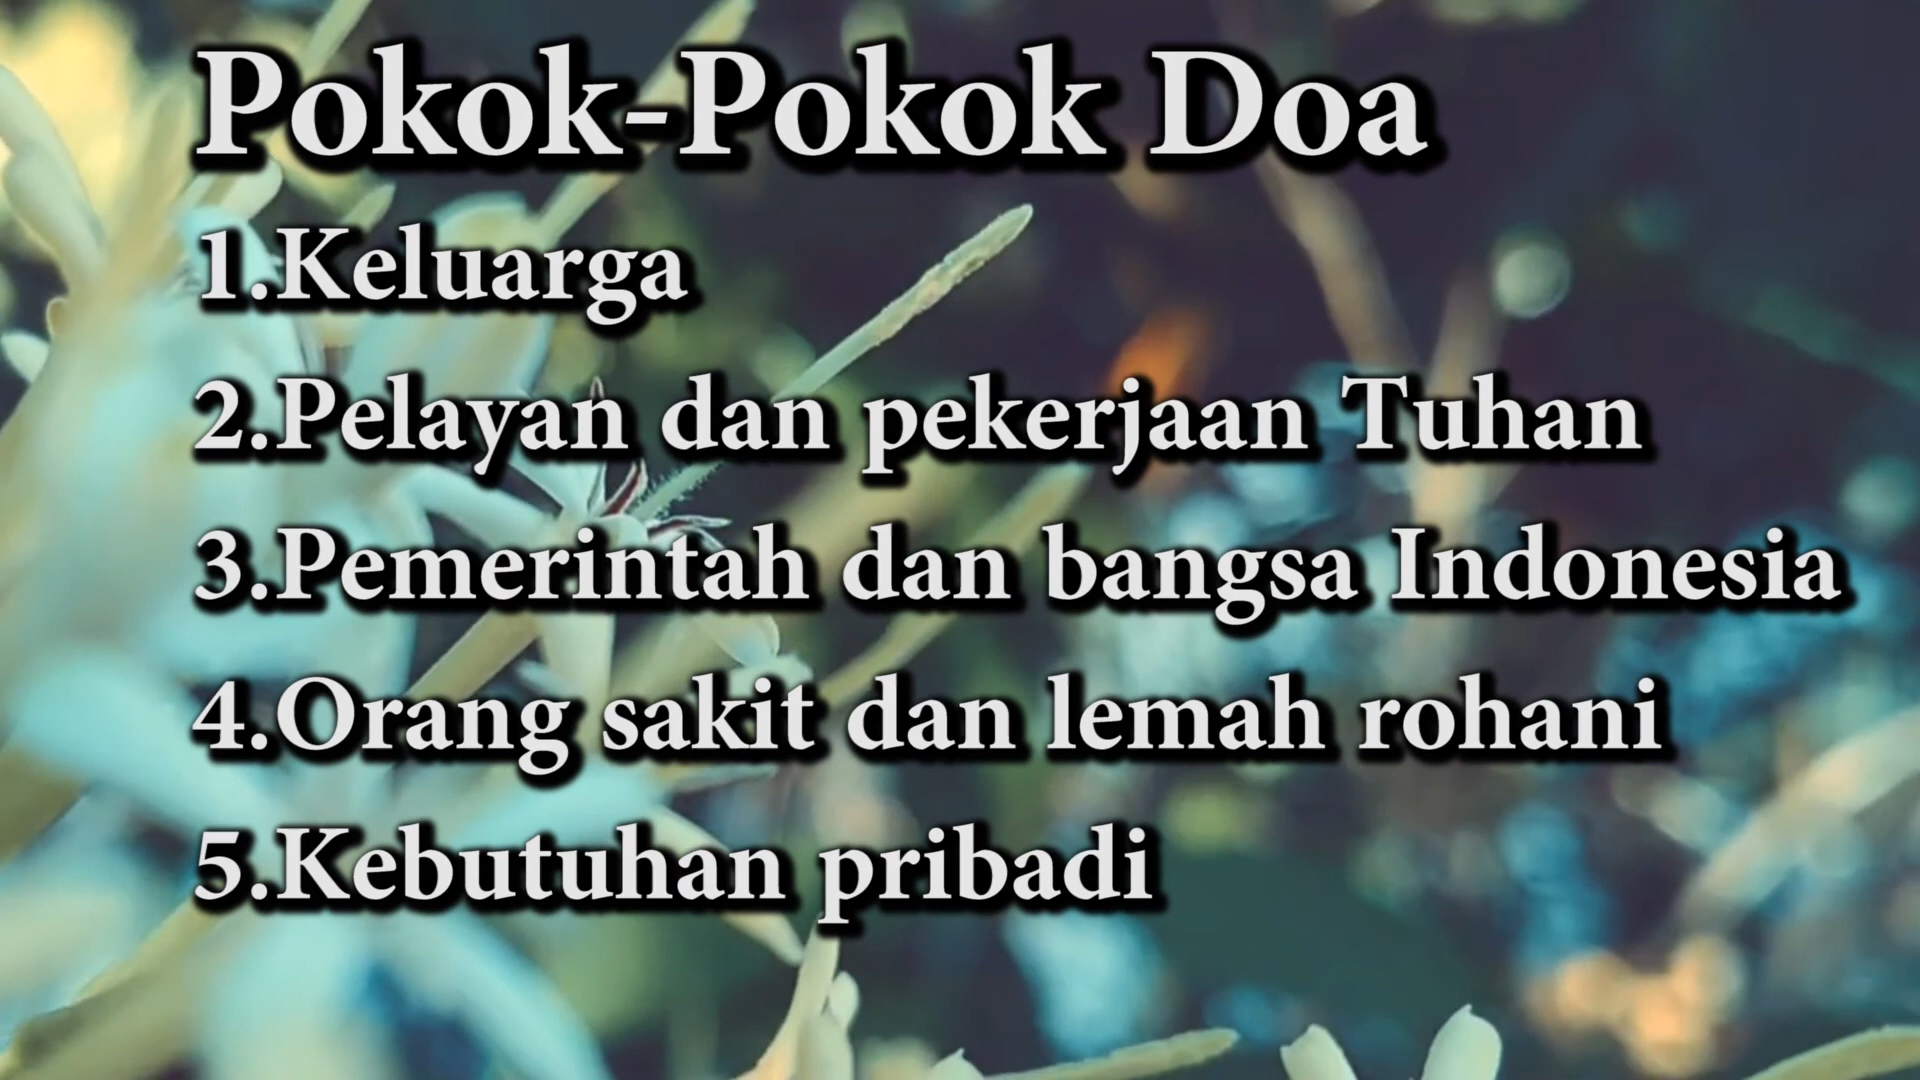 Pokok-Pokok Doa
1.Keluarga
2.Pelayan dan pekerjaan Tuhan
3.Pemerintah dan bangsa Indonesia
4.Orang sakit dan lemah rohani
5.Kebutuhan pribadi